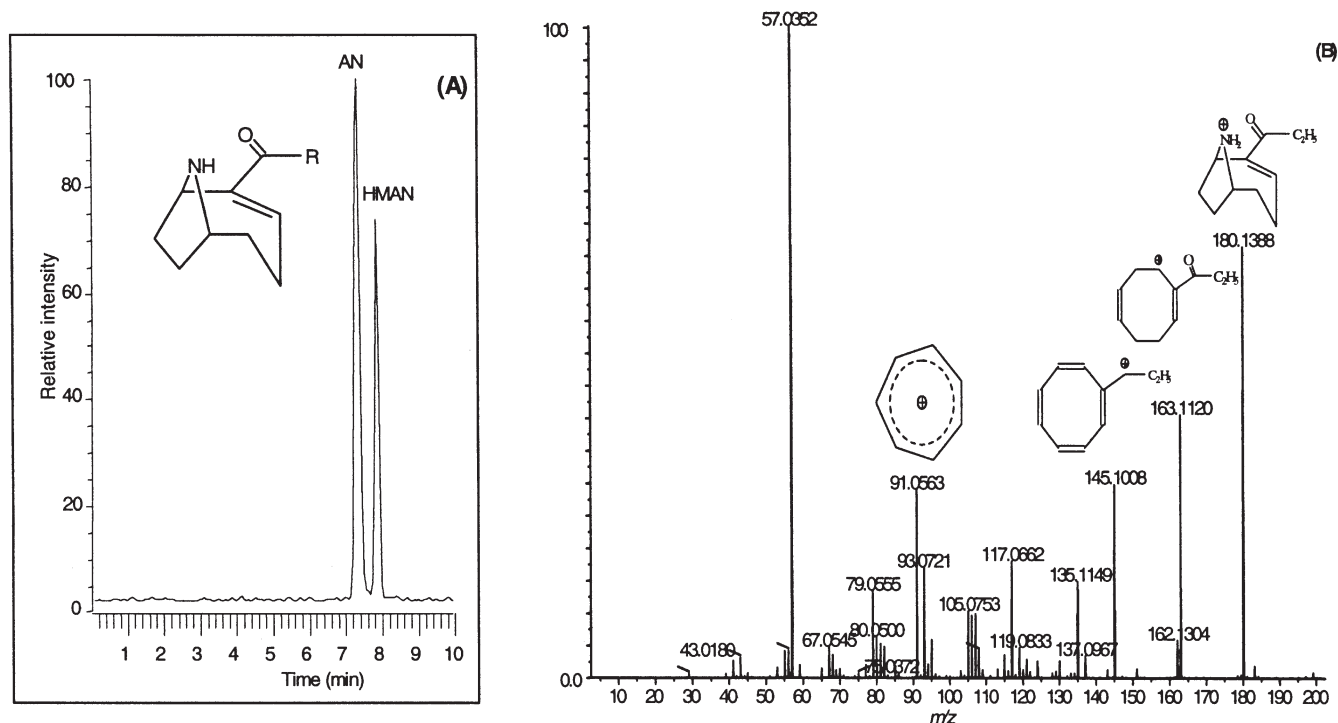 (A)
AN
HMAN
O
R
NH
Relative intensity
100
80
60
40
20
0
1 2 3 4 5 6 7 8 9 10
Time (min)
(B)
100
0.0
57.0352
⊕
NH₂
O
C₂H₅
180.1388
⊕
O
C₂H₅
163.1120
⊕
C₂H₅
145.1008
⊕
91.0563
93.0721
117.0662
135.1149
79.0555
105.0753
80.0500
67.0545
119.0833
137.0967
162.1304
43.0180
75.0372
10 20 30 40 50 60 70 80 90 100 110 120 130 140 150 160 170 180 190 200
m/z